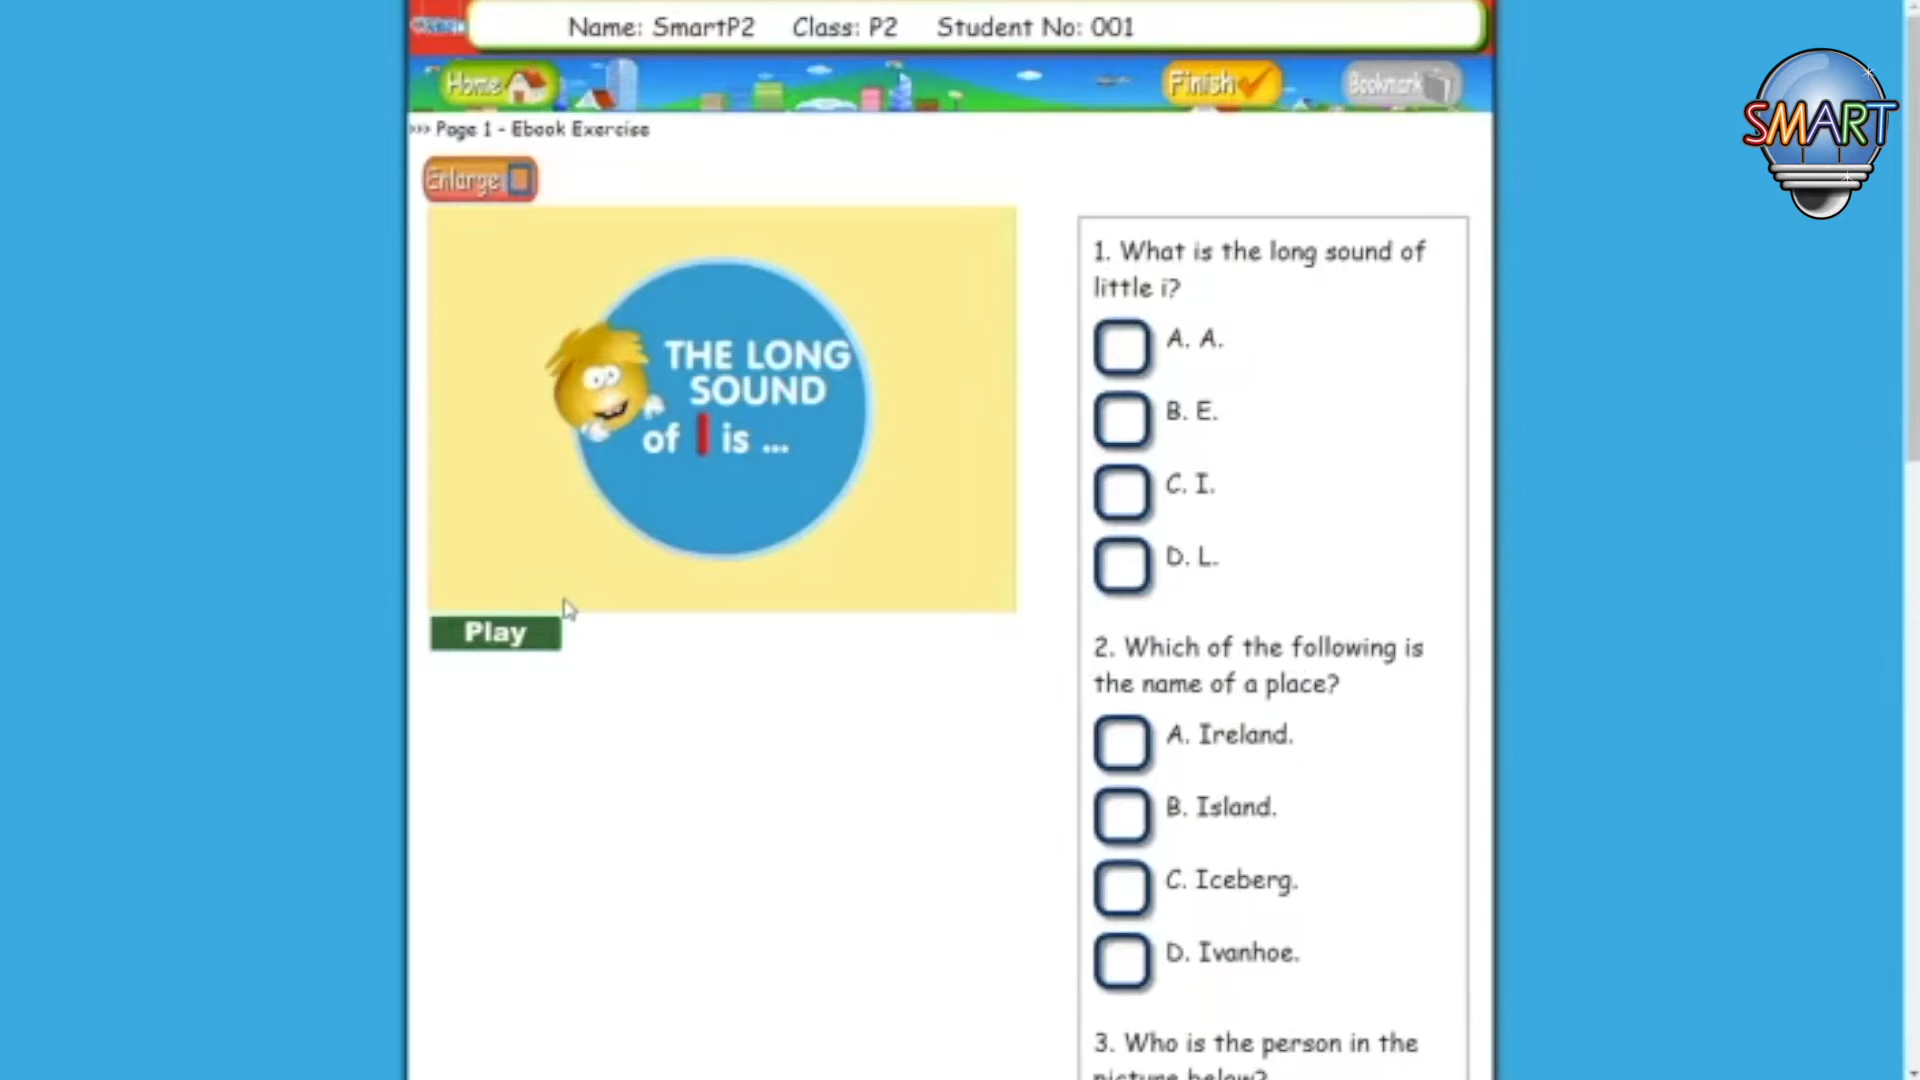 Name: SmartP2 Class: P2 Student No: 001
Home
Finish
Bookmark
SMART
››› Page 1 - Ebook Exercise
Enlarge
THE LONG
SOUND
of I is ...
Play
1. What is the long sound of
little i?
A. A.
B. E.
C. I.
D. L.
2. Which of the following is
the name of a place?
A. Ireland.
B. Island.
C. Iceberg.
D. Ivanhoe.
3. Who is the person in the
picture below?